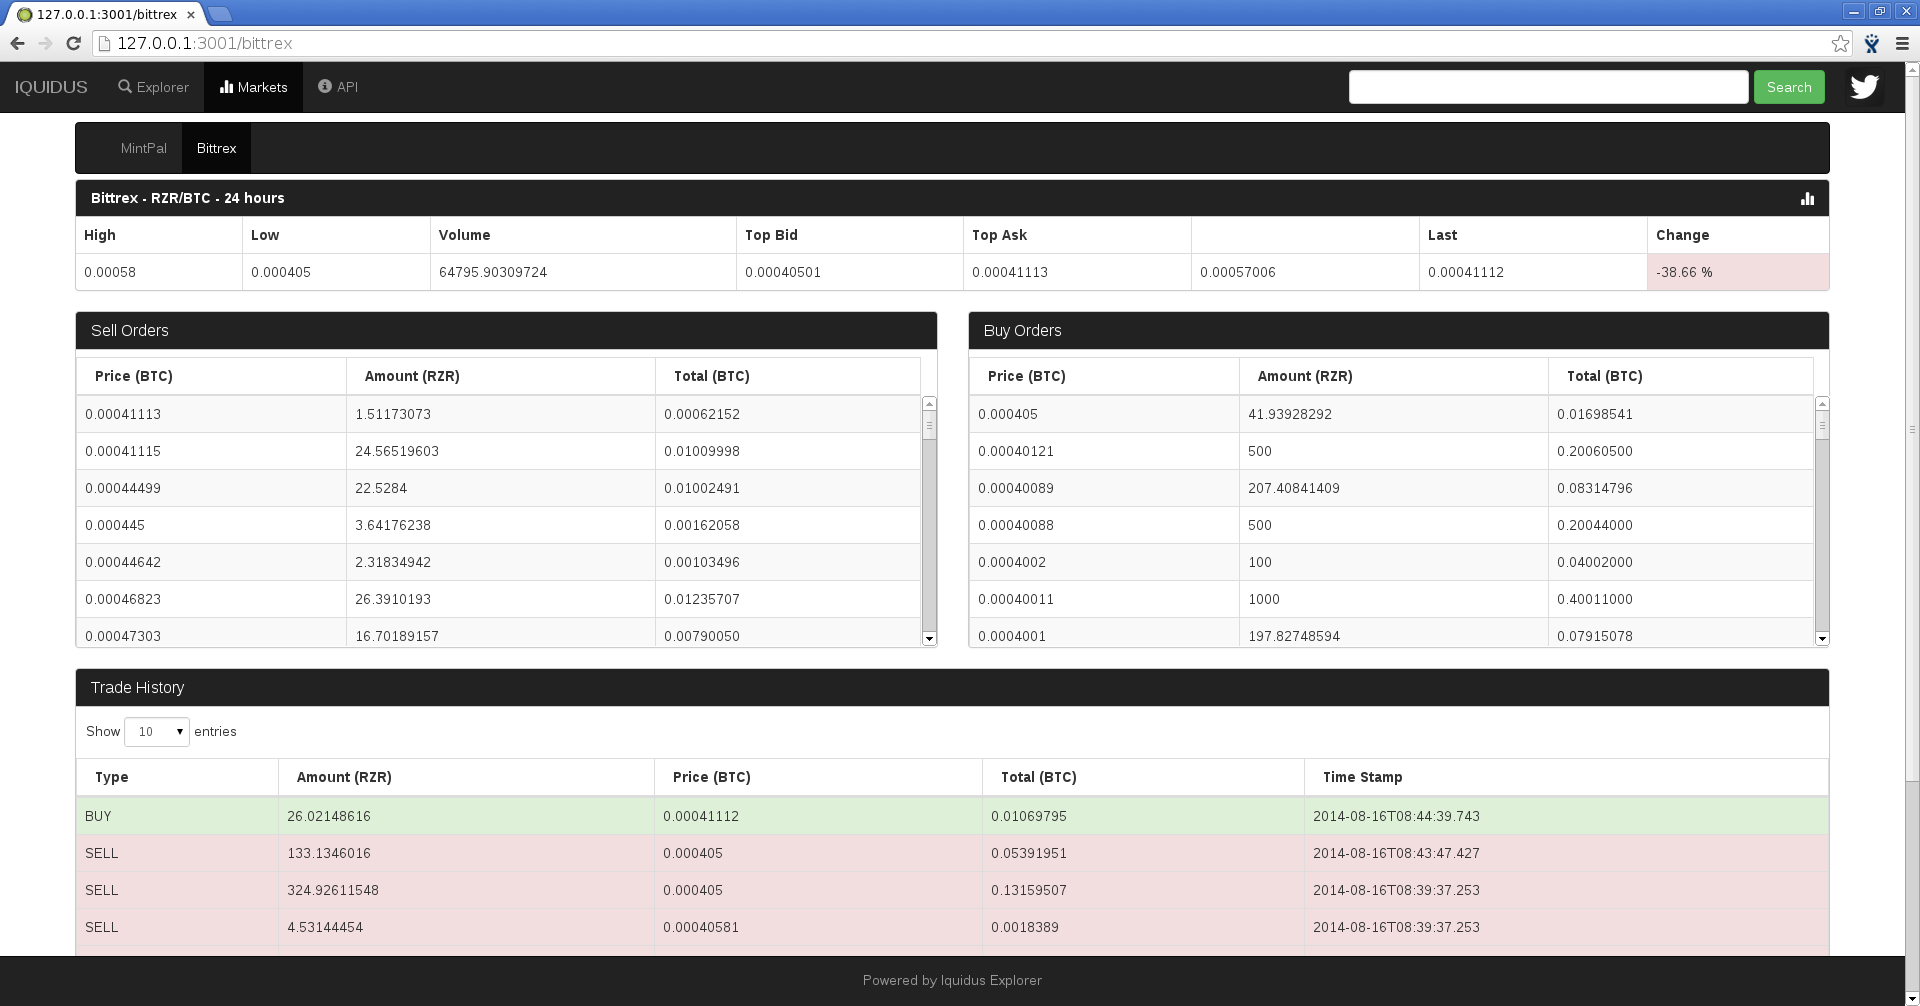 127.0.0.1:3001/bittrex
127.0.0.1:3001/bittrex
IQUIDUS Explorer Markets API Search
MintPal Bittrex
Bittrex - RZR/BTC - 24 hours
High Low Volume Top Bid Top Ask Last Change
0.00058 0.000405 64795.90309724 0.00040501 0.00041113 0.00057006 0.00041112 -38.66 %
Sell Orders
Price (BTC) Amount (RZR) Total (BTC)
0.00041113 1.51173073 0.00062152
0.00041115 24.56519603 0.01009998
0.00044499 22.5284 0.01002491
0.000445 3.64176238 0.00162058
0.00044642 2.31834942 0.00103496
0.00046823 26.3910193 0.01235707
0.00047303 16.70189157 0.00790050
Buy Orders
Price (BTC) Amount (RZR) Total (BTC)
0.000405 41.93928292 0.01698541
0.00040121 500 0.20060500
0.00040089 207.40841409 0.08314796
0.00040088 500 0.20044000
0.0004002 100 0.04002000
0.00040011 1000 0.40011000
0.0004001 197.82748594 0.07915078
Trade History
Show 10 entries
Type Amount (RZR) Price (BTC) Total (BTC) Time Stamp
BUY 26.02148616 0.00041112 0.01069795 2014-08-16T08:44:39.743
SELL 133.1346016 0.000405 0.05391951 2014-08-16T08:43:47.427
SELL 324.92611548 0.000405 0.13159507 2014-08-16T08:39:37.253
SELL 4.53144454 0.00040581 0.0018389 2014-08-16T08:39:37.253
Powered by Iquidus Explorer